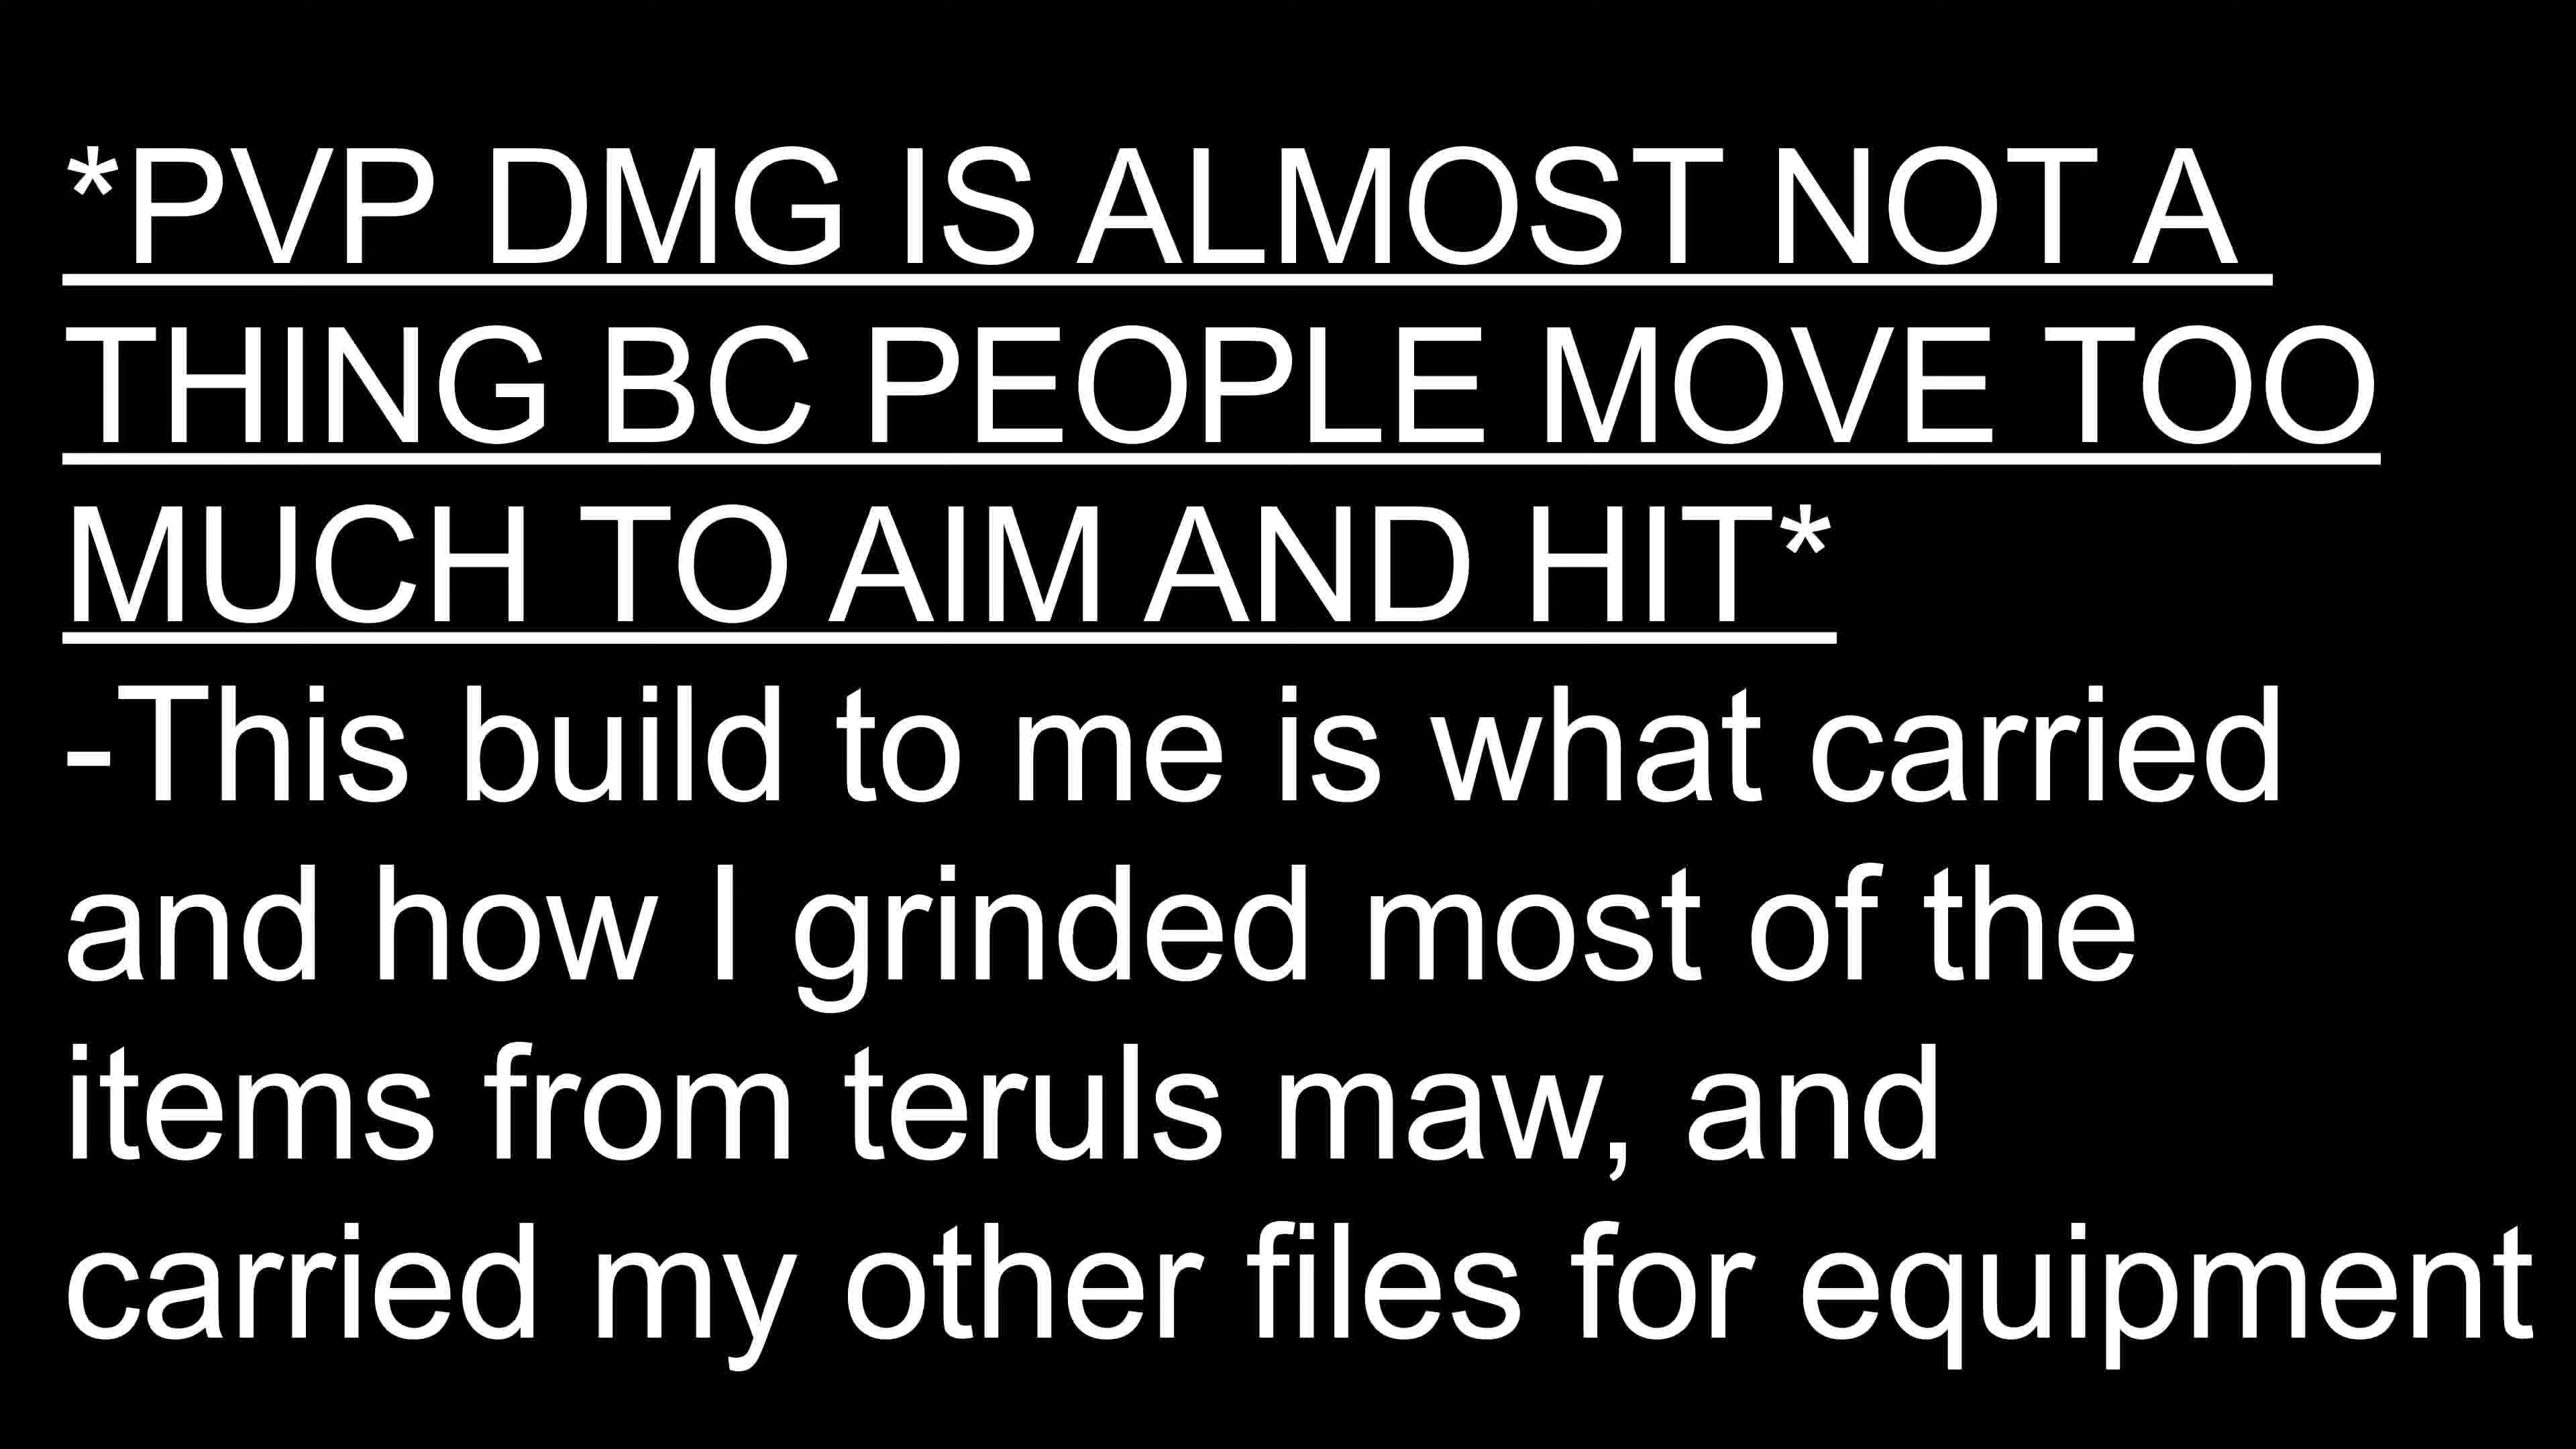 *PVP DMG IS ALMOST NOT A
THING BC PEOPLE MOVE TOO
MUCH TO AIM AND HIT*
-This build to me is what carried
and how I grinded most of the
items from teruls maw, and
carried my other files for equipment